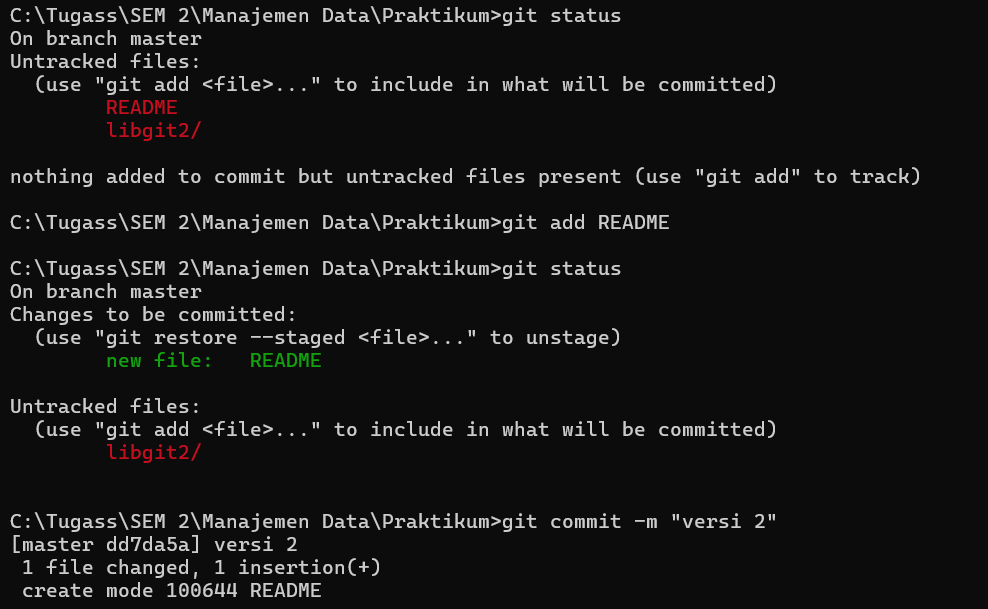 C:\Tugass\SEM 2\Manajemen Data\Praktikum>git status
On branch master
Untracked files:
  (use "git add <file>..." to include in what will be committed)
        README
        libgit2/

nothing added to commit but untracked files present (use "git add" to track)

C:\Tugass\SEM 2\Manajemen Data\Praktikum>git add README

C:\Tugass\SEM 2\Manajemen Data\Praktikum>git status
On branch master
Changes to be committed:
  (use "git restore --staged <file>..." to unstage)
        new file:   README

Untracked files:
  (use "git add <file>..." to include in what will be committed)
        libgit2/


C:\Tugass\SEM 2\Manajemen Data\Praktikum>git commit -m "versi 2"
[master dd7da5a] versi 2
 1 file changed, 1 insertion(+)
 create mode 100644 README